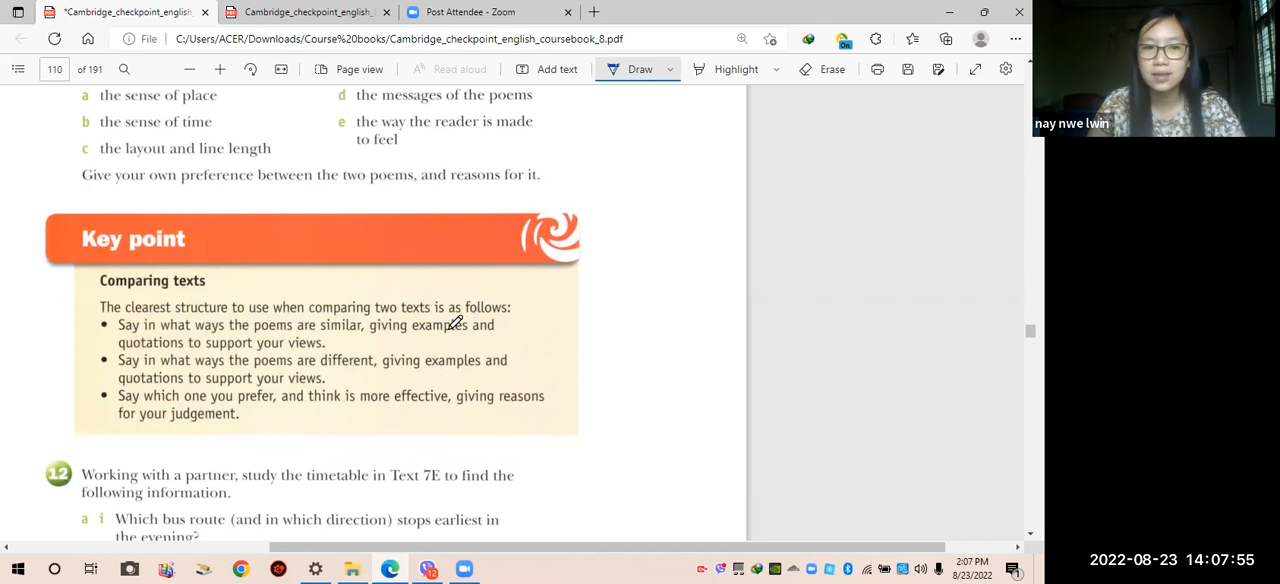 *Cambridge_checkpoint_english_
Cambridge_checkpoint_english_
Post Attendee - Zoom
File
C:/Users/ACER/Downloads/Course%20books/Cambridge_checkpoint_english_coursebook_8.pdf
On
110 of 191
Page view
Read aloud
Add text
Draw
Highlight
Erase
nay nwe lwin
a the sense of place
b the sense of time
c the layout and line length
d the messages of the poems
e the way the reader is made
to feel
Give your own preference between the two poems, and reasons for it.
Key point
Comparing texts
The clearest structure to use when comparing two texts is as follows:
• Say in what ways the poems are similar, giving examples and
quotations to support your views.
• Say in what ways the poems are different, giving examples and
quotations to support your views.
• Say which one you prefer, and think is more effective, giving reasons
for your judgement.
12 Working with a partner, study the timetable in Text 7E to find the
following information.
a i Which bus route (and in which direction) stops earliest in
the evening?
12
2:07 PM
8/23/2022
1
2022-08-23 14:07:55